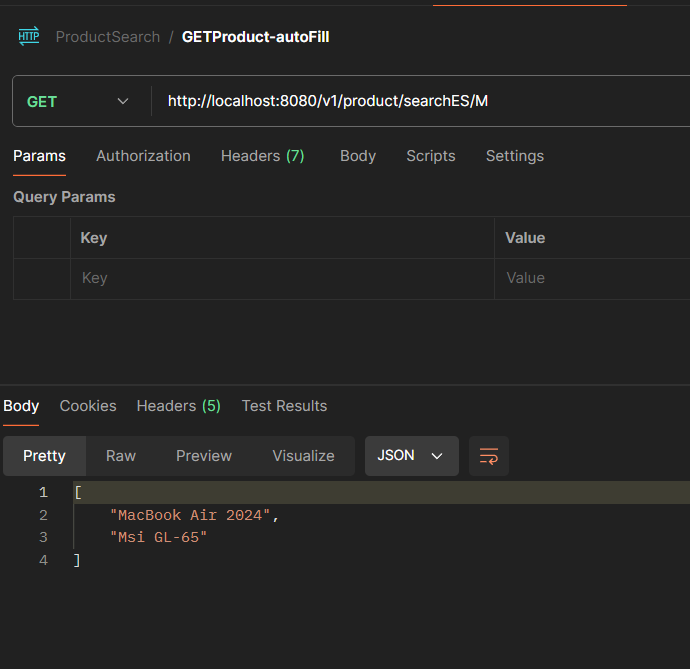 HTTP ProductSearch / GETProduct-autoFill
GET http://localhost:8080/v1/product/searchES/M
Params Authorization Headers (7) Body Scripts Settings
Query Params
Key Value
Key Value
Body Cookies Headers (5) Test Results
Pretty Raw Preview Visualize JSON
1 [
2 "MacBook Air 2024",
3 "Msi GL-65"
4 ]